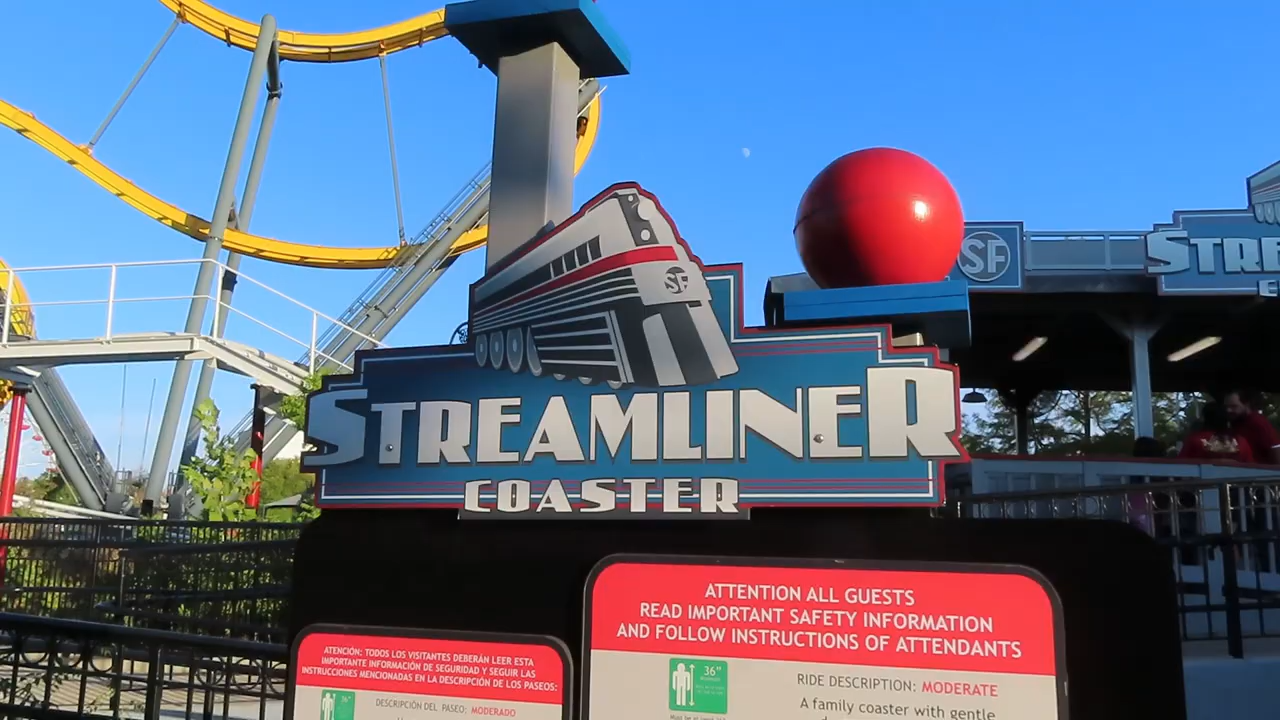 SF
SF
STRE
STREAMLINER
COASTER
ATTENTION ALL GUESTS
READ IMPORTANT SAFETY INFORMATION
AND FOLLOW INSTRUCTIONS OF ATTENDANTS
36"
RIDE DESCRIPTION: MODERATE
A family coaster with gentle
ATENCIÓN: TODOS LOS VISITANTES DEBERÁN LEER ESTA
IMPORTANTE INFORMACIÓN DE SEGURIDAD Y SEGUIR LAS
INSTRUCCIONES MENCIONADAS EN LA DESCRIPCIÓN DE LOS PASEOS:
36"
DESCRIPCIÓN DEL PASEO: MODERADO